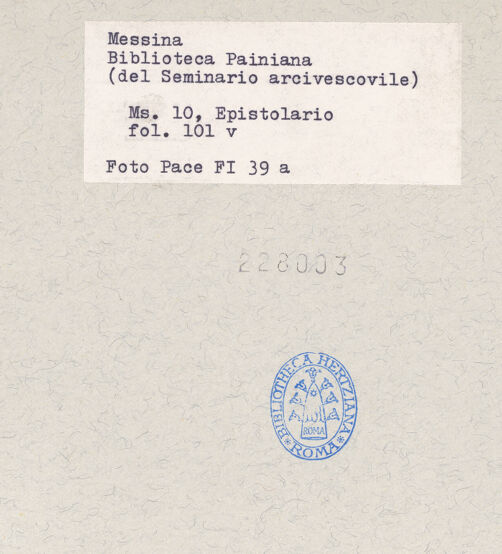 Messina
Biblioteca Painiana
(del Seminario arcivescovile)
Ms. 10, Epistolario
fol. 101 v
Foto Pace FI 39 a
228003
BIBLIOTHECA HERTZIANA
ROMA
* ROMA *